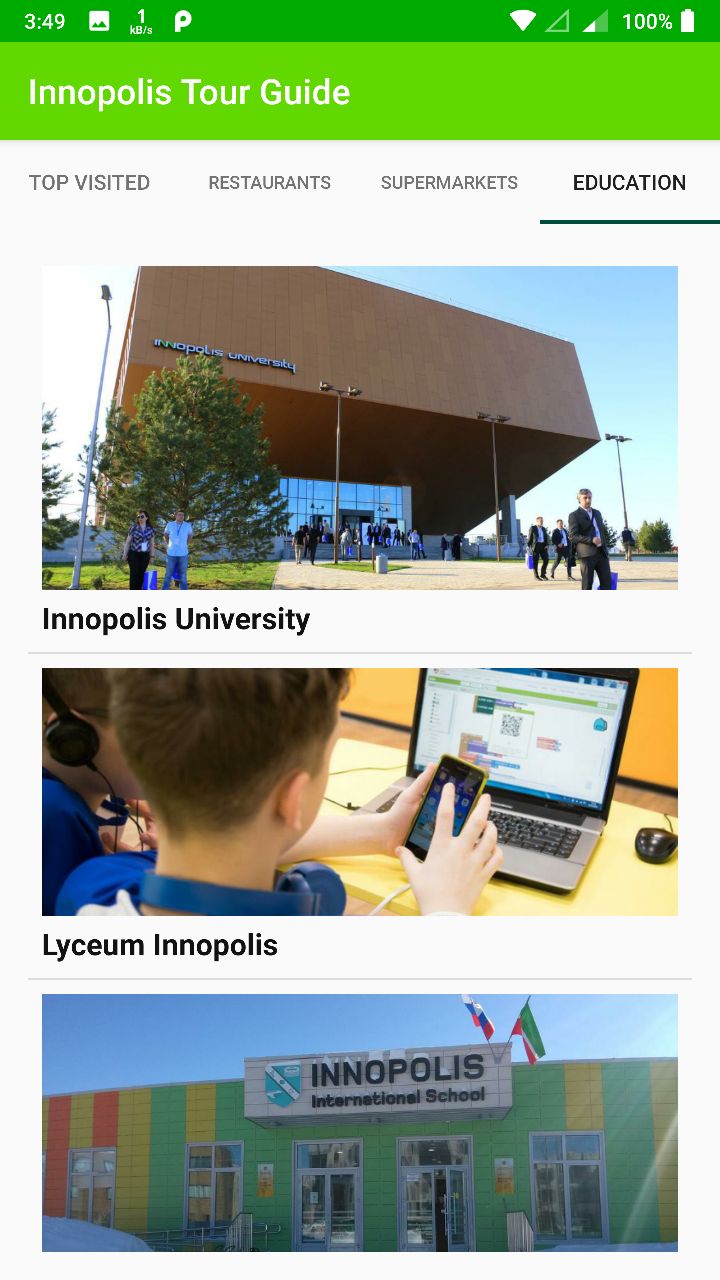 3:49
1
kB/s
100%
Innopolis Tour Guide
TOP VISITED
RESTAURANTS
SUPERMARKETS
EDUCATION
innopolis university
Innopolis University
Lyceum Innopolis
INNOPOLIS
International School